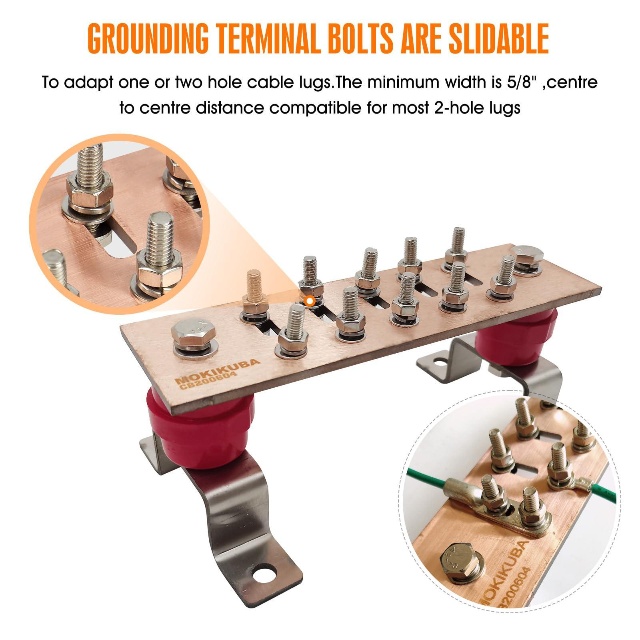 GROUNDING TERMINAL BOLTS ARE SLIDABLE
To adapt one or two hole cable lugs.The minimum width is 5/8" ,centre
to centre distance compatible for most 2-hole lugs
MOKIKUBA
CB200604
MOKIKUBA
CB200604